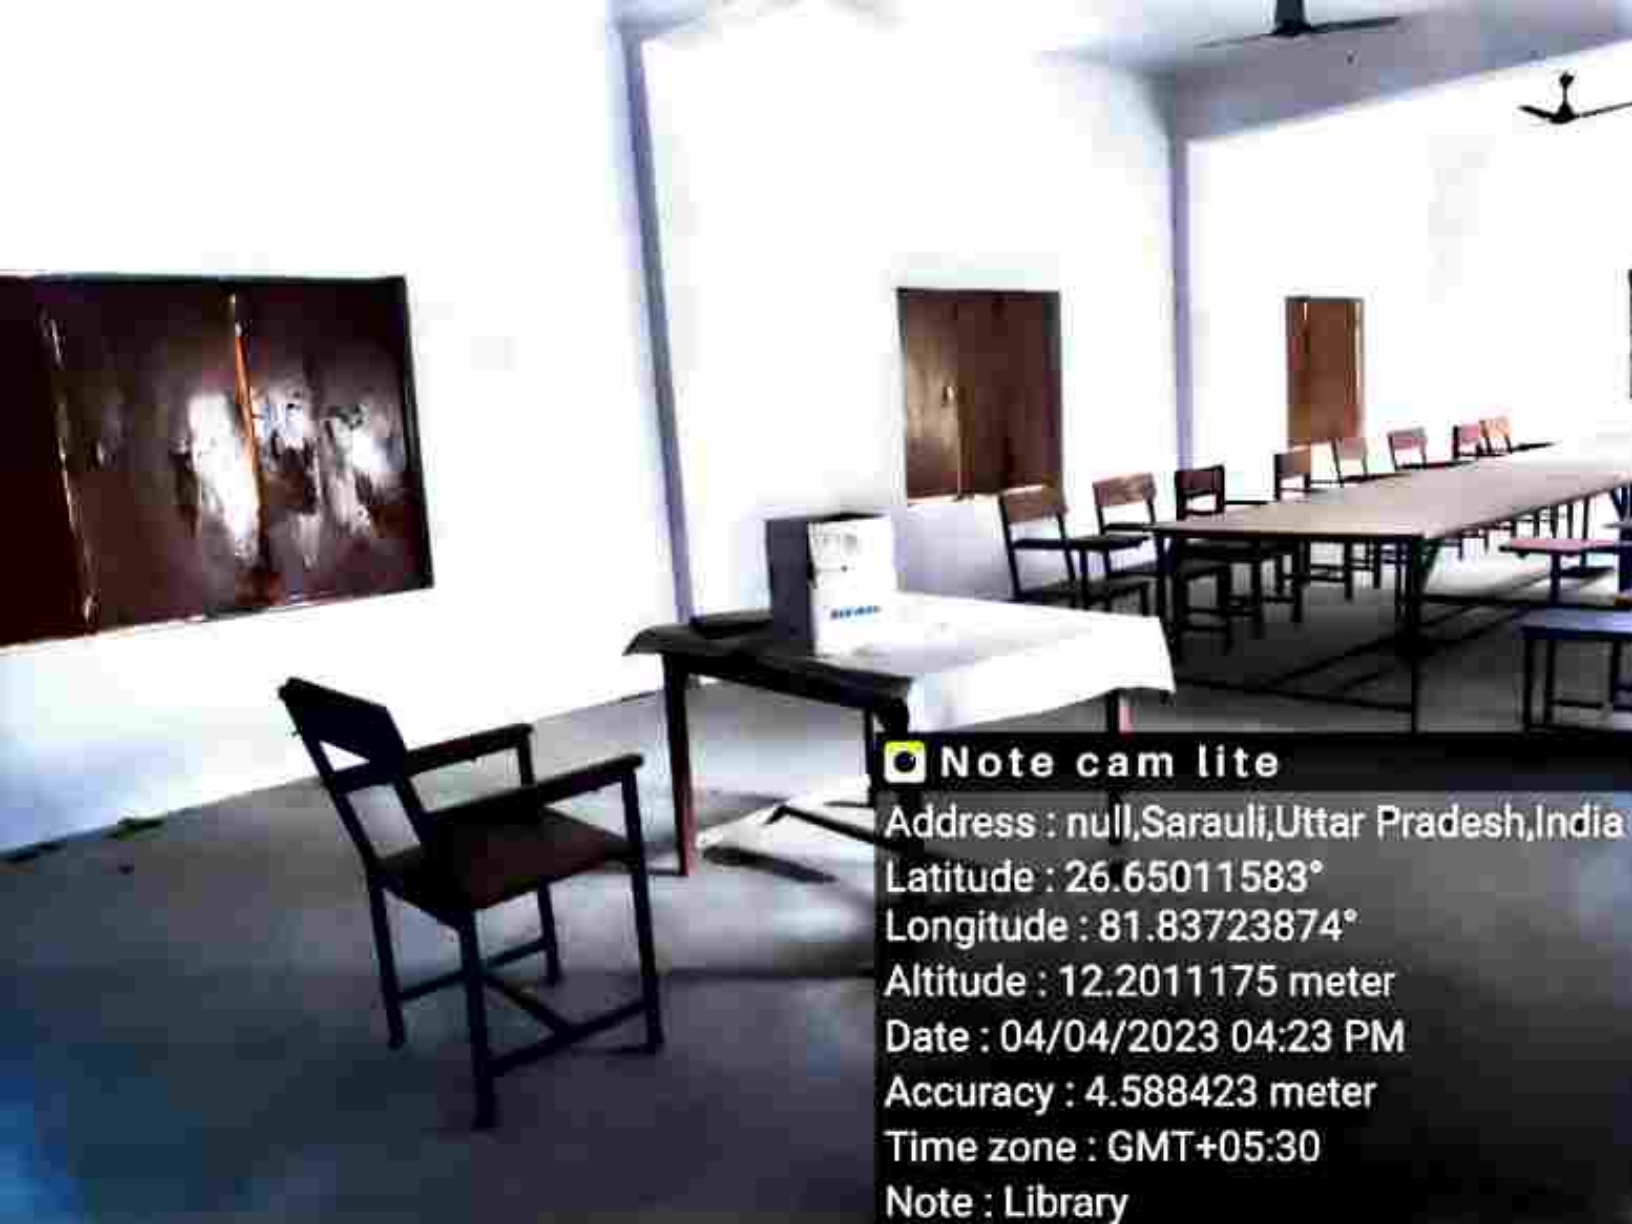 Note cam lite
Address : null,Sarauli,Uttar Pradesh,India
Latitude : 26.65011583°
Longitude : 81.83723874°
Altitude : 12.2011175 meter
Date : 04/04/2023 04:23 PM
Accuracy : 4.588423 meter
Time zone : GMT+05:30
Note : Library